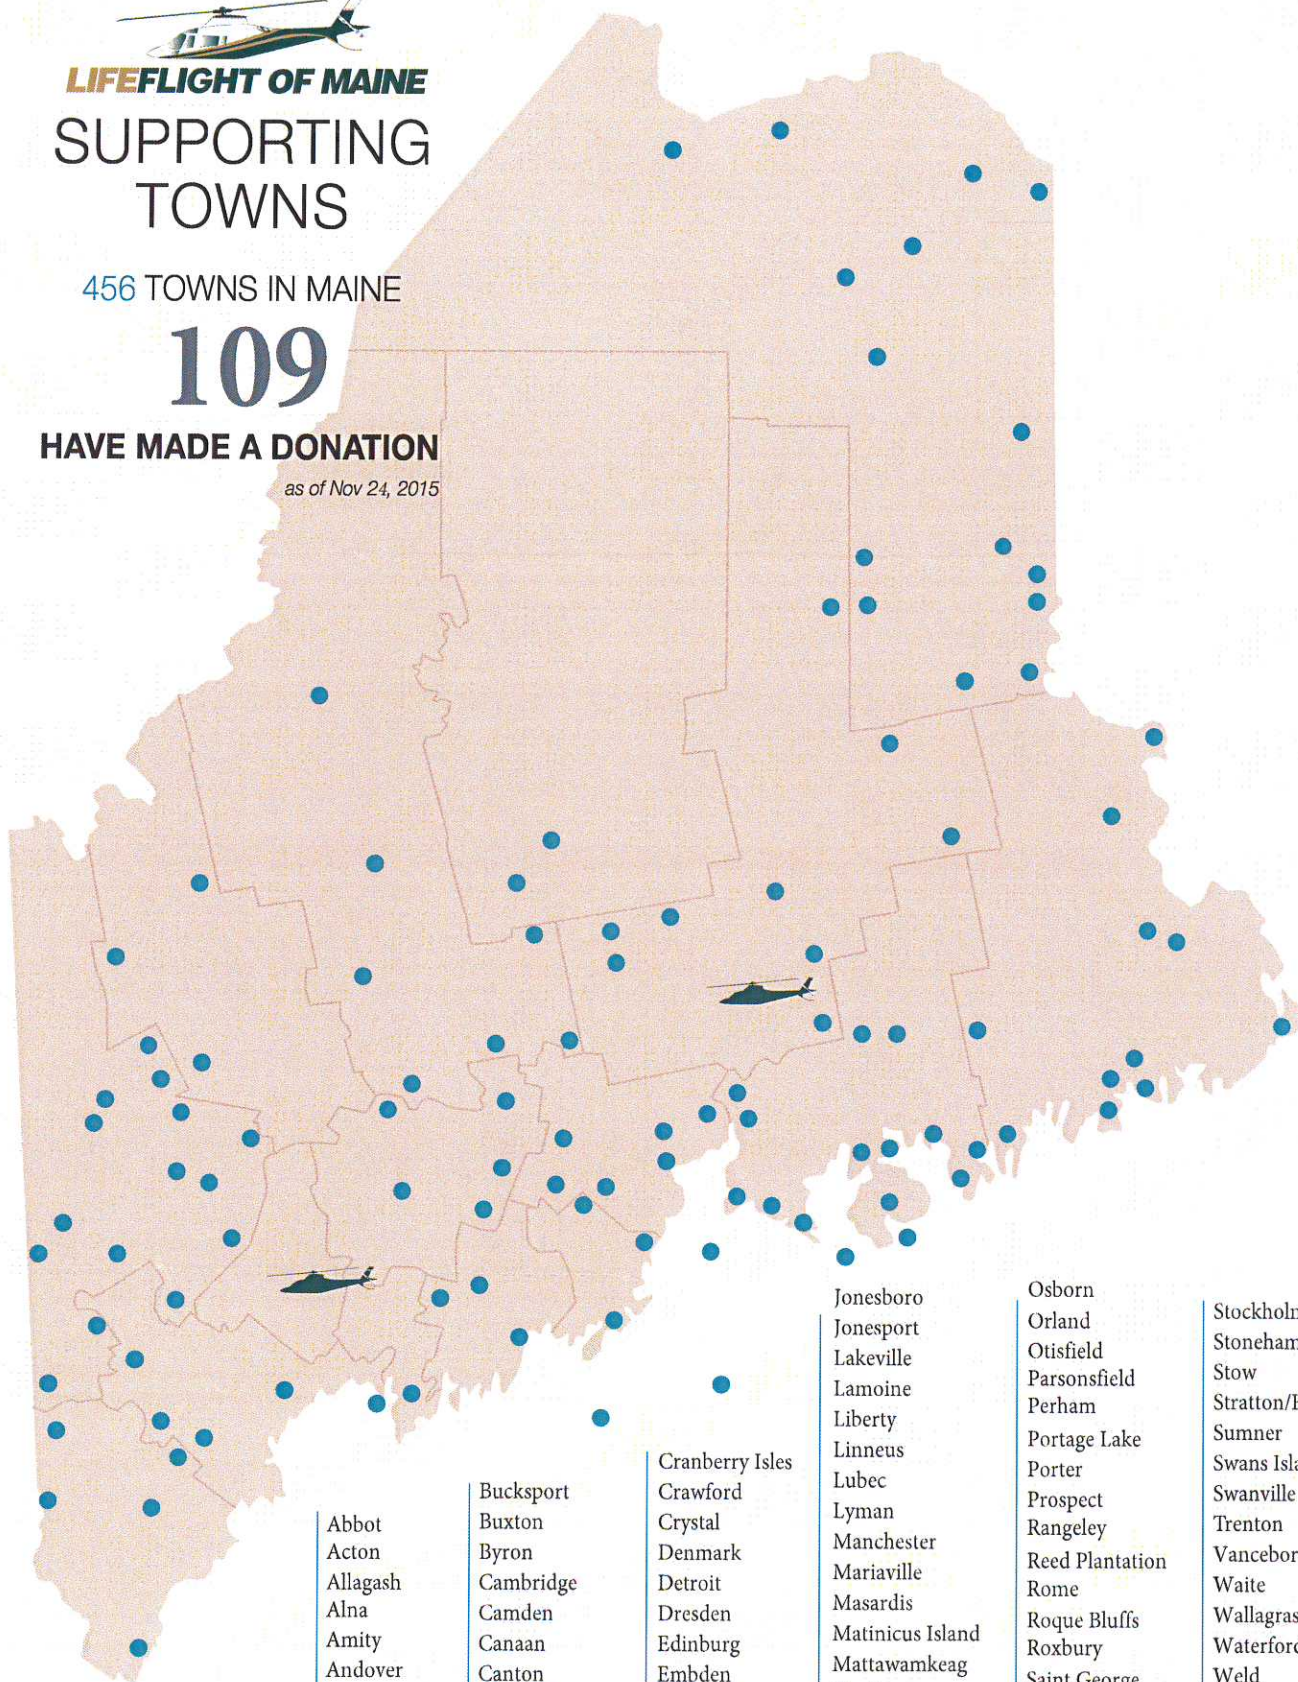 LIFEFLIGHT OF MAINE
SUPPORTING
TOWNS
456 TOWNS IN MAINE
109
HAVE MADE A DONATION
as of Nov 24, 2015
Abbot
Acton
Allagash
Alna
Amity
Andover
Bucksport
Buxton
Byron
Cambridge
Camden
Canaan
Canton
Cranberry Isles
Crawford
Crystal
Denmark
Detroit
Dresden
Edinburg
Embden
Jonesboro
Jonesport
Lakeville
Lamoine
Liberty
Linneus
Lubec
Lyman
Manchester
Mariaville
Masardis
Matinicus Island
Mattawamkeag
Osborn
Orland
Otisfield
Parsonsfield
Perham
Portage Lake
Porter
Prospect
Rangeley
Reed Plantation
Rome
Roque Bluffs
Roxbury
Saint George
Stoneham
Stow
Sumner
Swanville
Trenton
Waite
Weld